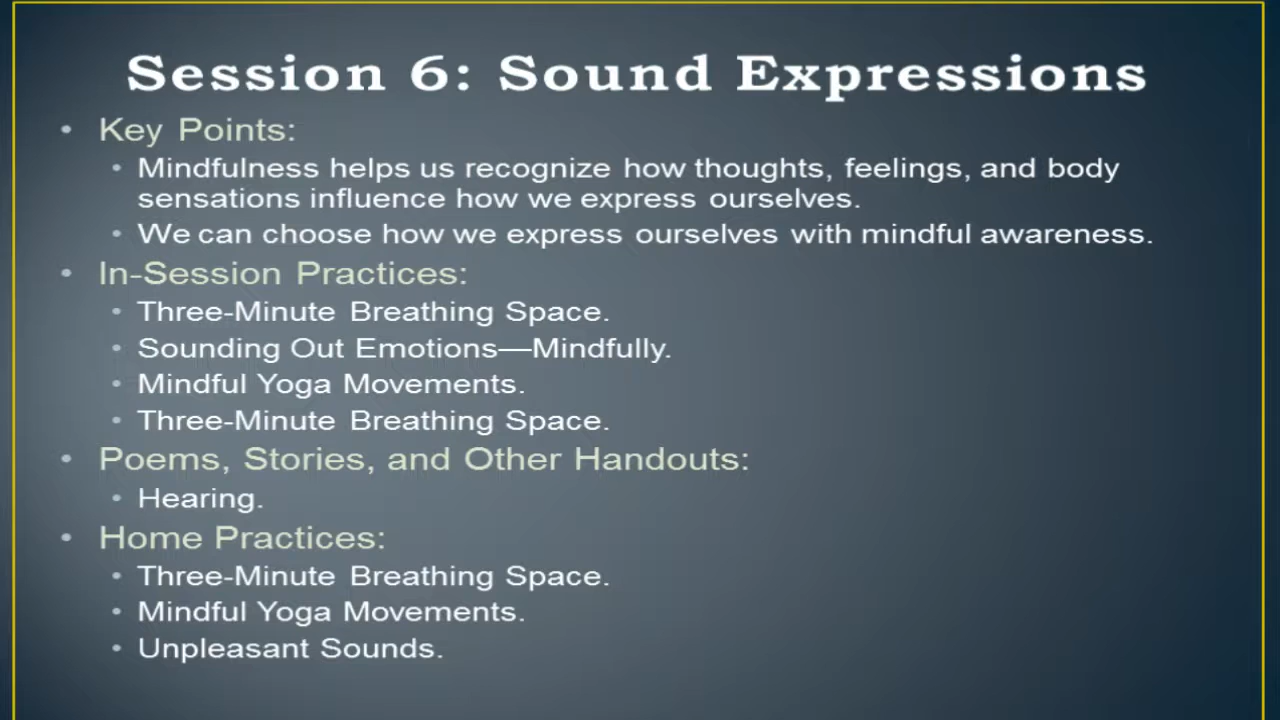 Session 6: Sound Expressions
• Key Points:
• Mindfulness helps us recognize how thoughts, feelings, and body
sensations influence how we express ourselves.
• We can choose how we express ourselves with mindful awareness.
• In-Session Practices:
• Three-Minute Breathing Space.
• Sounding Out Emotions—Mindfully.
• Mindful Yoga Movements.
• Three-Minute Breathing Space.
• Poems, Stories, and Other Handouts:
• Hearing.
• Home Practices:
• Three-Minute Breathing Space.
• Mindful Yoga Movements.
• Unpleasant Sounds.